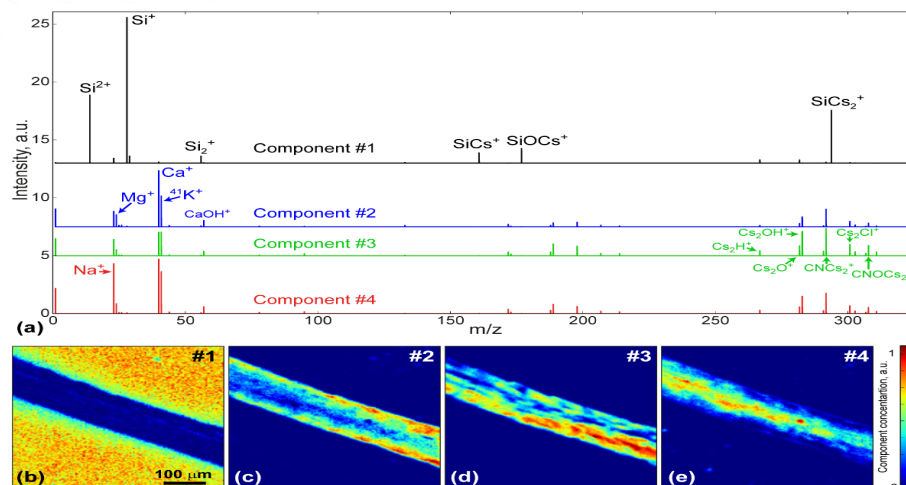 25
20
15
10
5
0
Intensity, a.u.
Si²⁺
Si⁺
Si₂⁺
Component #1
SiCs⁺
SiOCs⁺
SiCs₂⁺
Ca⁺
Mg⁺
⁴¹K⁺
CaOH⁺
Component #2
Component #3
Cs₂OH⁺
Cs₂Cl⁺
Cs₂H⁺
Cs₂O⁺
CNCs₂⁺
CNOCs₂
Na⁺
Component #4
(a)
0 50 100 150 200 250 300
m/z
#1
(b)
100 μm
#2
(c)
#3
(d)
#4
(e)
1
Component concentation, a.u.